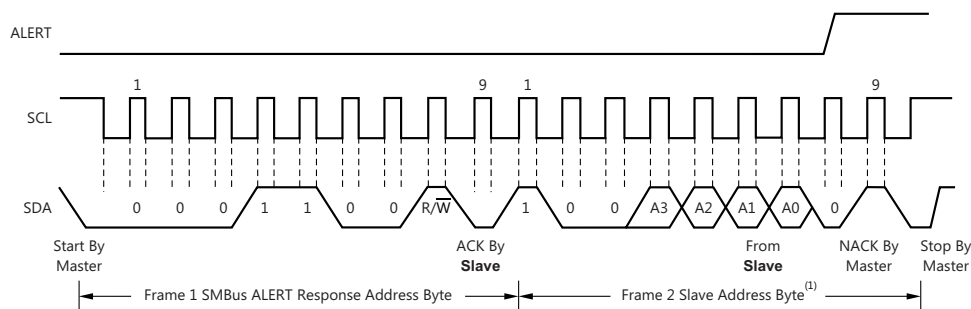 ALERT
1 9 1 9
SCL
SDA 0 0 0 1 1 0 0 R/W̅ 1 0 0 A3 A2 A1 A0 0
Start By
Master
ACK By
Slave
From
Slave
NACK By
Master
Stop By
Master
Frame 1 SMBus ALERT Response Address Byte
Frame 2 Slave Address Byte(1)